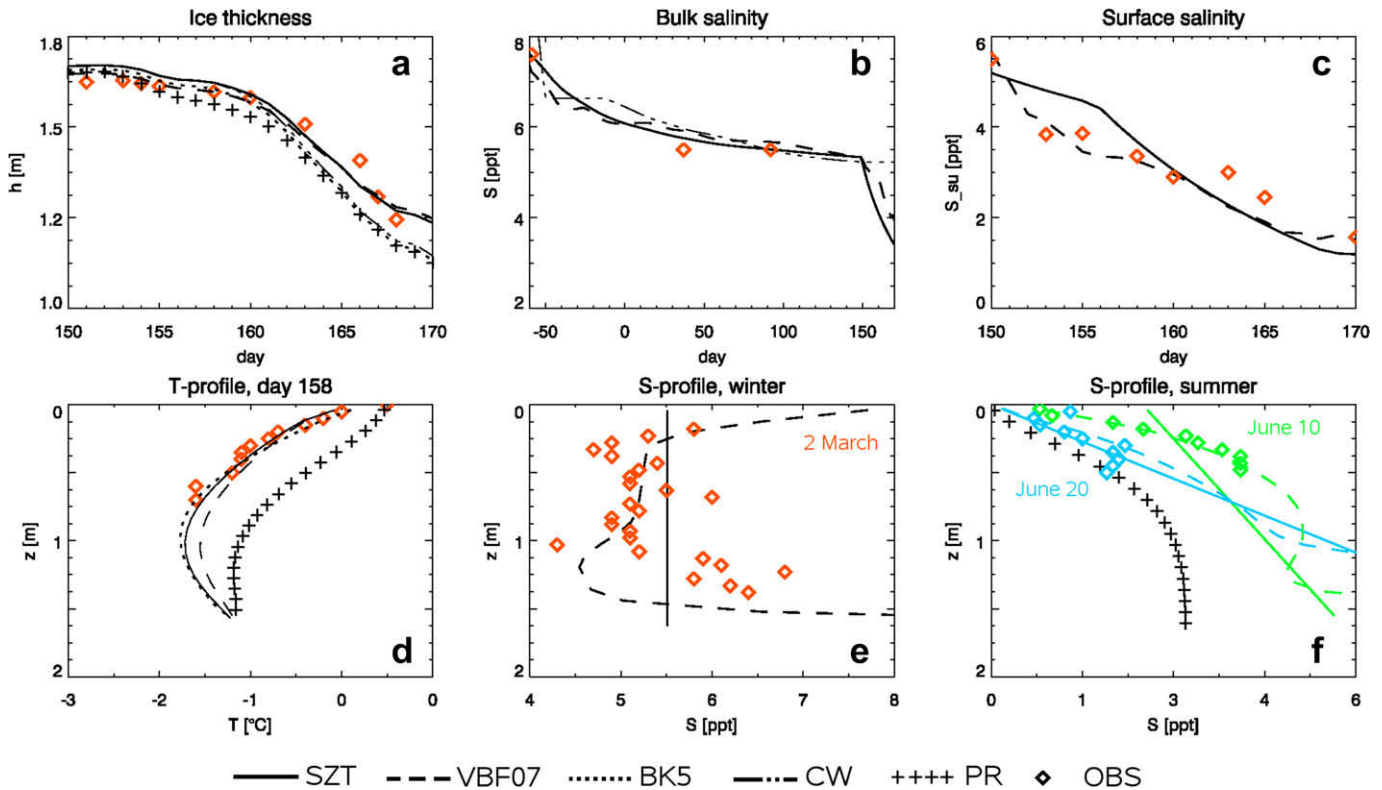 Ice thickness
Bulk salinity
Surface salinity
1.8
1.5
1.2
1.0
h [m]
a
150 155 160 165 170
day
8
6
4
2
S [ppt]
b
-50 0 50 100 150
day
6
4
2
0
S_su [ppt]
c
150 155 160 165 170
day
T-profile, day 158
S-profile, winter
S-profile, summer
0
1
2
z [m]
d
-3 -2 -1 0 0
T [°C]
0
1
2
z [m]
2 March
e
4 5 6 7 8
S [ppt]
0
1
2
z [m]
June 10
June 20
f
0 1 3 4 6
S [ppt]
SZT VBF07 BK5 CW ++++ PR OBS